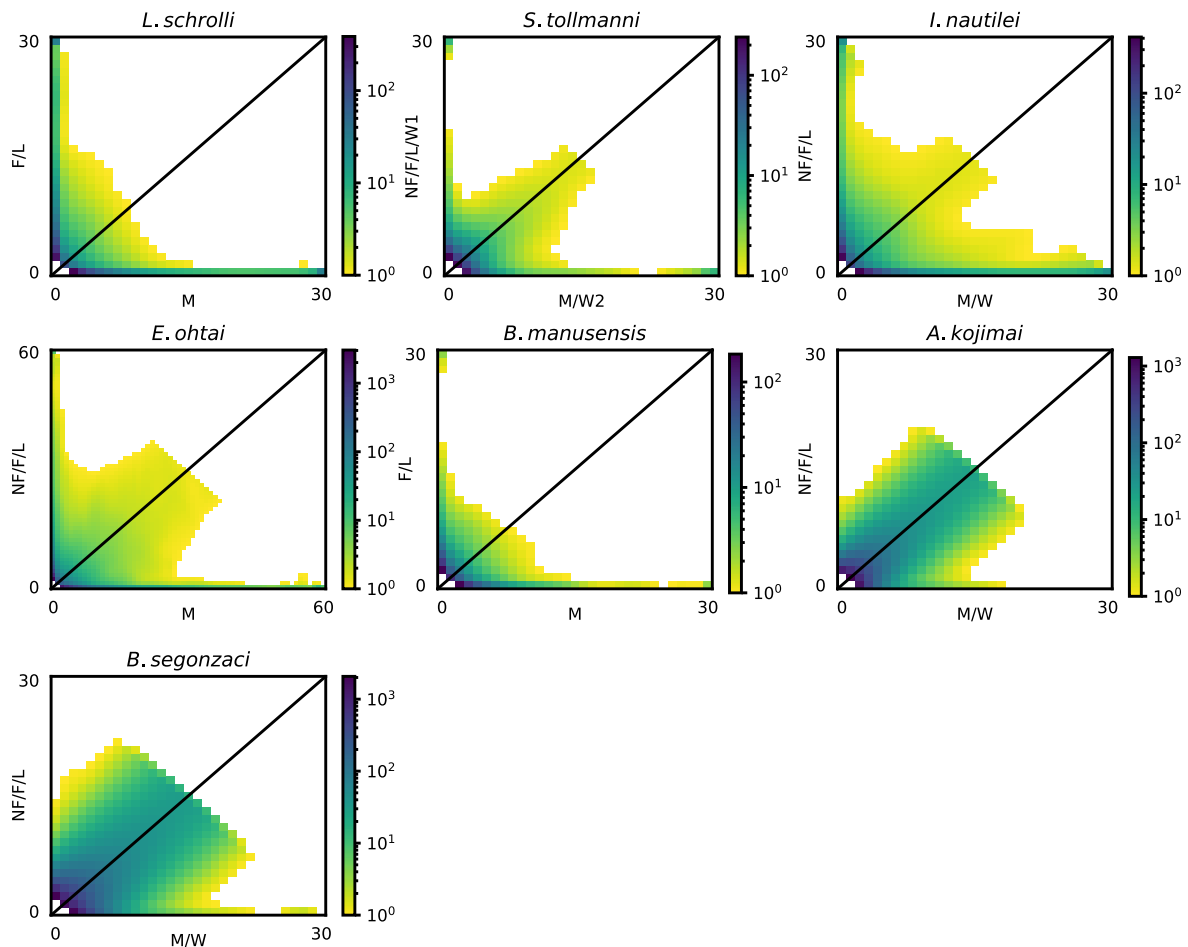 L. schrolli
F/L
30
0
0
M
30
10^2
10^1
10^0
S. tollmanni
NF/F/L/W1
30
0
0
M/W2
30
10^2
10^1
10^0
I. nautilei
NF/F/L
30
0
0
M/W
30
10^2
10^1
10^0
E. ohtai
NF/F/L
60
0
0
M
60
10^3
10^2
10^1
10^0
B. manusensis
F/L
30
0
0
M
30
10^2
10^1
10^0
A. kojimai
NF/F/L
30
0
0
M/W
30
10^3
10^2
10^1
10^0
B. segonzaci
NF/F/L
30
0
0
M/W
30
10^3
10^2
10^1
10^0